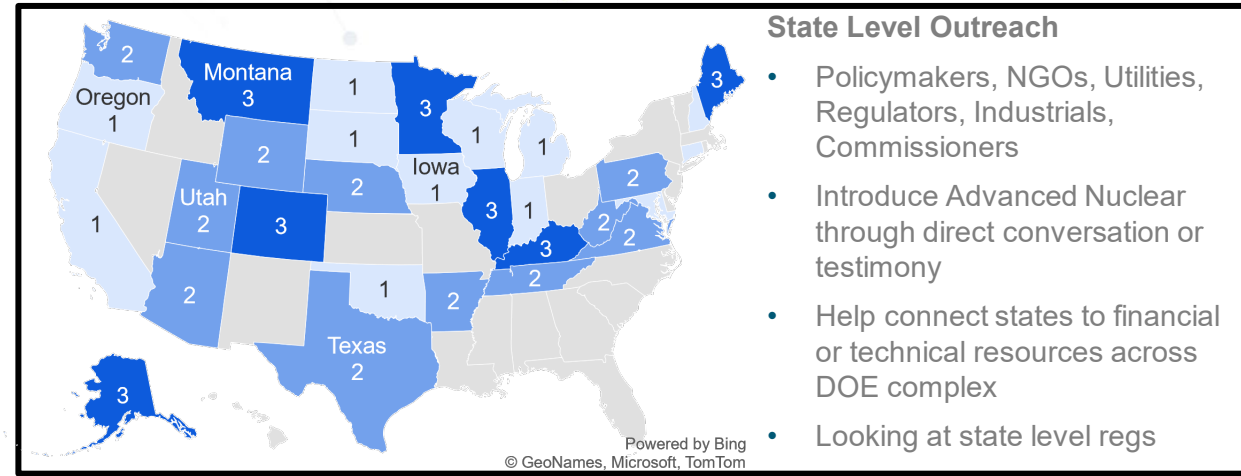 State Level Outreach
• Policymakers, NGOs, Utilities,
Regulators, Industrials,
Commissioners
• Introduce Advanced Nuclear
through direct conversation or
testimony
• Help connect states to financial
or technical resources across
DOE complex
• Looking at state level regs
2
Montana
3
1
3
3
Oregon
1
1
1
1
2
Iowa
1
2
2
Utah
2
3
3
1
2
2
1
3
2
2
1
2
2
Texas
2
3
Powered by Bing
© GeoNames, Microsoft, TomTom